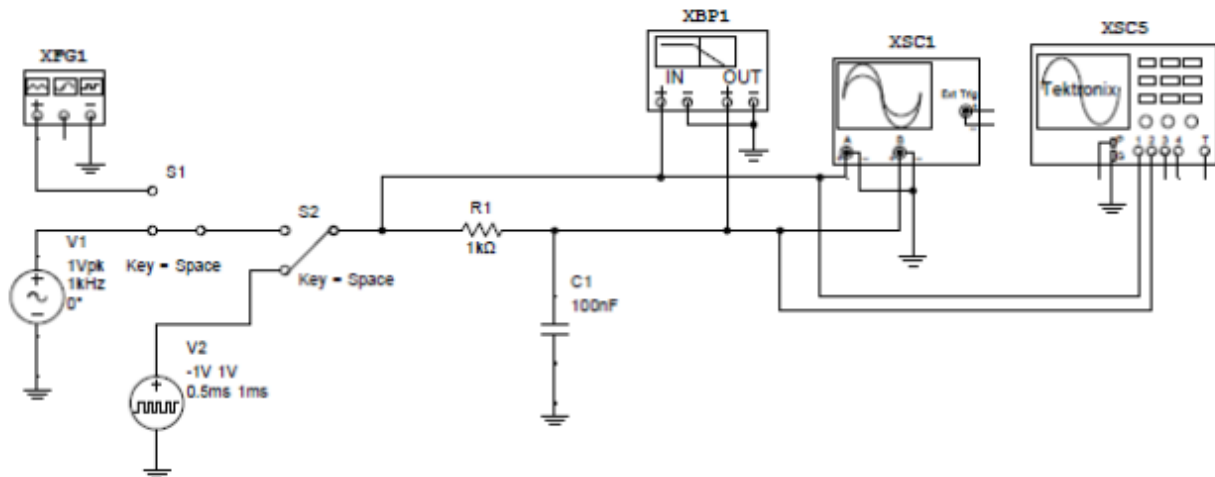 XFG1
XBP1
XSC1
XSC5
IN OUT
Ext Trig
Tektronix
A B
P
G
1 2 3 4 T
S1
S2
R1
1kΩ
V1
1Vpk
1kHz
0°
Key = Space
Key = Space
C1
100nF
V2
-1V 1V
0.5ms 1ms